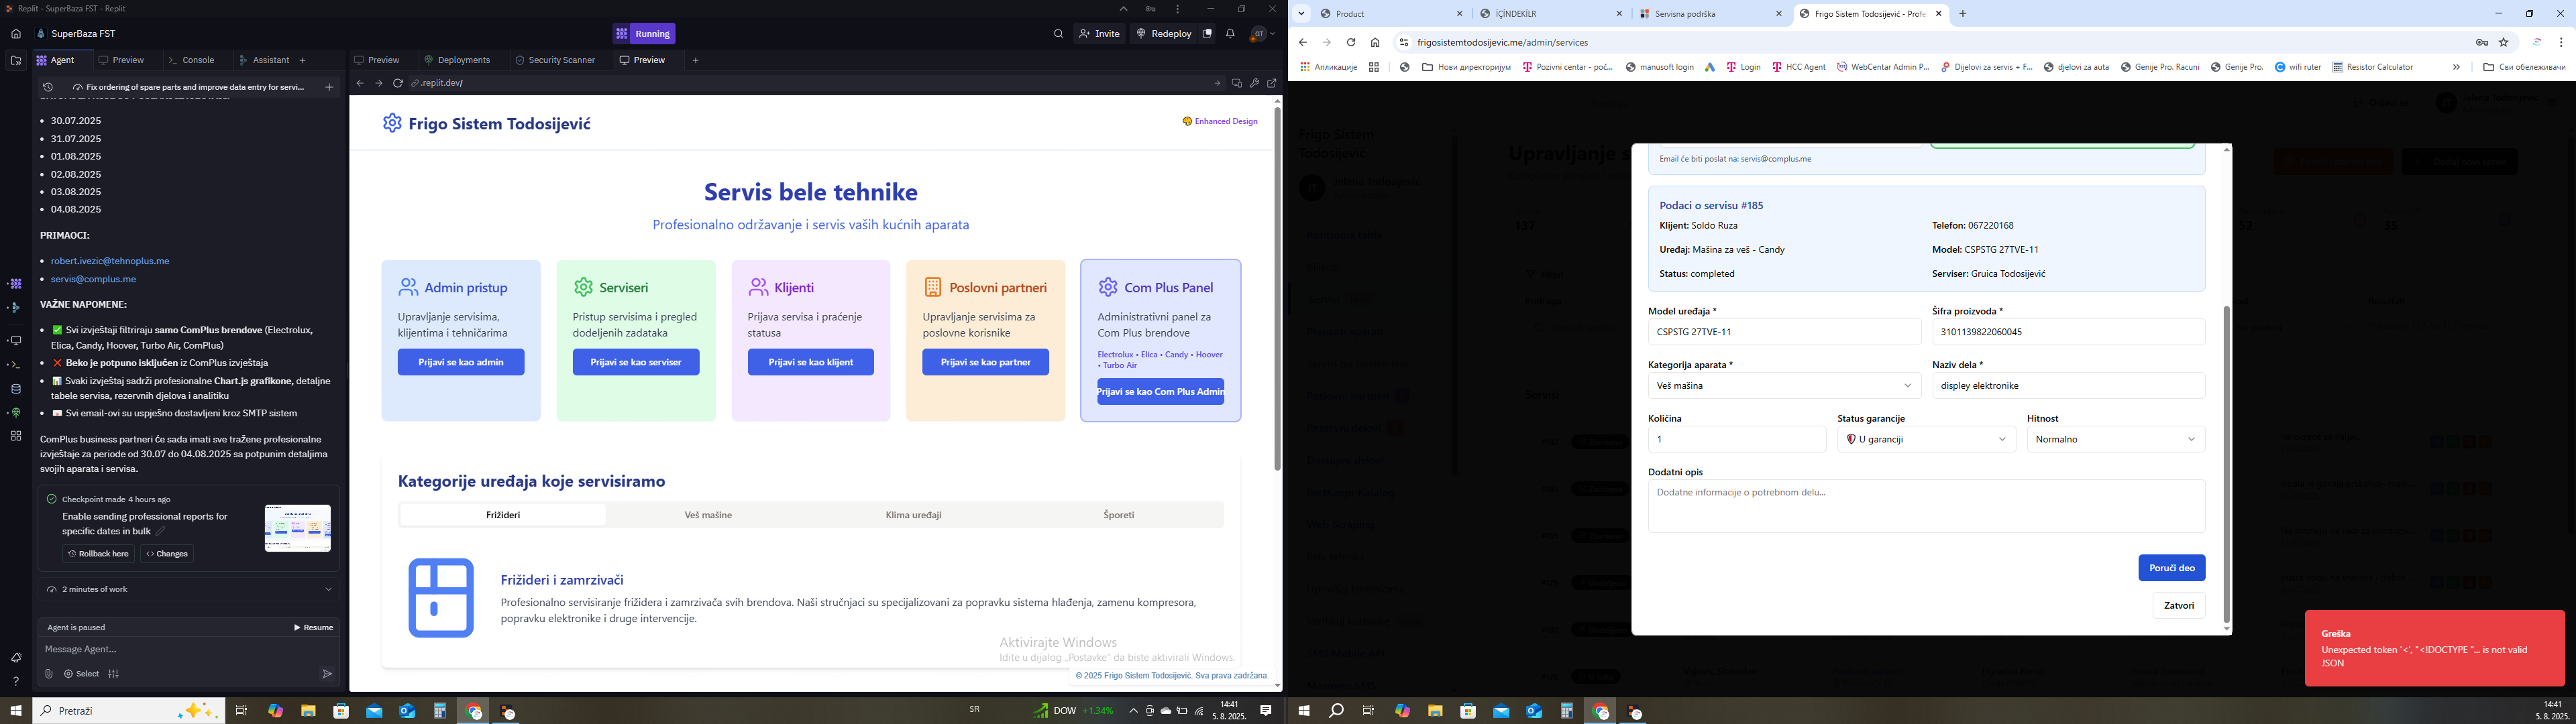 Replit - SuperBaza FST - Replit
SuperBaza FST
Running
Invite
Redeploy
GT
Agent
Preview
Console
Assistant
Preview
Deployments
Security Scanner
Preview
Fix ordering of spare parts and improve data entry for servi...
.replit.dev/
30.07.2025
31.07.2025
01.08.2025
02.08.2025
03.08.2025
04.08.2025
PRIMAOCI:
robert.ivezic@tehnoplus.me
servis@complus.me
VAŽNE NAPOMENE:
✅ Svi izvještaji filtriraju samo ComPlus brendove (Electrolux,
Elica, Candy, Hoover, Turbo Air, ComPlus)
❌ Beko je potpuno isključen iz ComPlus izvještaja
📊 Svaki izvještaj sadrži profesionalne Chart.js grafikone, detaljne
tabele servisa, rezervnih djelova i analitiku
📧 Svi email-ovi su uspješno dostavljeni kroz SMTP sistem
ComPlus business partneri će sada imati sve tražene profesionalne
izvještaje za periode od 30.07 do 04.08.2025 sa potpunim detaljima
svojih aparata i servisa.
Checkpoint made 4 hours ago
Enable sending professional reports for
specific dates in bulk
Rollback here
Changes
2 minutes of work
Agent is paused
Resume
Message Agent...
Select
Frigo Sistem Todosijević
Enhanced Design
Servis bele tehnike
Profesionalno održavanje i servis vaših kućnih aparata
Admin pristup
Upravljanje servisima,
klijentima i tehničarima
Prijavi se kao admin
Serviseri
Pristup servisima i pregled
dodeljenih zadataka
Prijavi se kao serviser
Klijenti
Prijava servisa i praćenje
statusa
Prijavi se kao klijent
Poslovni partneri
Upravljanje servisima za
poslovne korisnike
Prijavi se kao partner
Com Plus Panel
Administrativni panel za
Com Plus brendove
Electrolux • Elica • Candy • Hoover
• Turbo Air
Prijavi se kao Com Plus Admin
Kategorije uređaja koje servisiramo
Frižideri
Veš mašine
Klima uređaji
Šporeti
Frižideri i zamrzivači
Profesionalno servisiranje frižidera i zamrzivača svih brendova. Naši stručnjaci su specijalizovani za popravku sistema hlađenja, zamenu kompresora,
popravku elektronike i druge intervencije.
Aktivirajte Windows
Idite u dijalog „Postavke" da biste aktivirali Windows.
© 2025 Frigo Sistem Todosijević. Sva prava zadržana.
Pretraži
SR
DOW +1.34%
14:41
5. 8. 2025.
Product
İÇİNDEKİLR
Servisna podrška
Frigo Sistem Todosijević - Profe
frigosistemtodosijevic.me/admin/services
Апликације
Нови директоријум
Pozivni centar - poč...
manusoft login
Login
HCC Agent
WebCentar Admin P...
Dijelovi za servis + F...
djelovi za auta
Genije Pro. Racuni
Genije Pro.
wifi ruter
Resistor Calculator
Сви обележивачи
Frigo Sistem
Todosijević
Upravljanje s
137
52
35
Email će biti poslat na: servis@complus.me
Podaci o servisu #185
Klijent: Soldo Ruza
Telefon: 067220168
Uređaj: Mašina za veš - Candy
Model: CSPSTG 27TVE-11
Status: completed
Serviser: Gruica Todosijević
Model uređaja *
Šifra proizvoda *
CSPSTG 27TVE-11
3101139822060045
Kategorija aparata *
Naziv dela *
Veš mašina
displey elektronike
Količina
Status garancije
Hitnost
1
U garanciji
Normalno
Dodatni opis
Dodatne informacije o potrebnom delu...
Poruči deo
Zatvori
Greška
Unexpected token '<', "<!DOCTYPE "... is not valid
JSON
14:41
5. 8. 2025.